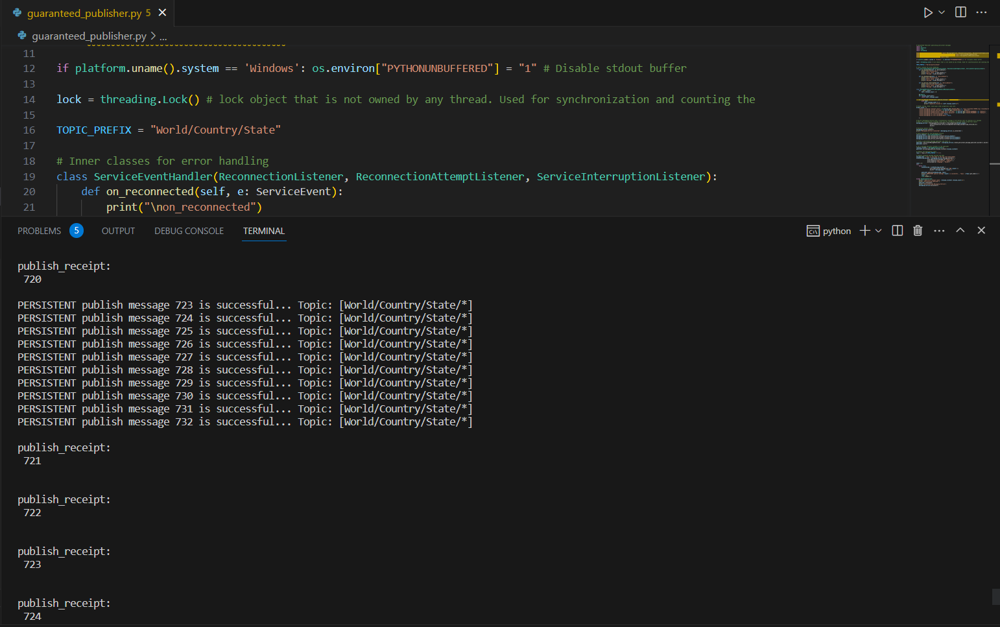 guaranteed_publisher.py 5
guaranteed_publisher.py > ...
11
12 if platform.uname().system == 'Windows': os.environ["PYTHONUNBUFFERED"] = "1" # Disable stdout buffer
13
14 lock = threading.Lock() # lock object that is not owned by any thread. Used for synchronization and counting the
15
16 TOPIC_PREFIX = "World/Country/State"
17
18 # Inner classes for error handling
19 class ServiceEventHandler(ReconnectionListener, ReconnectionAttemptListener, ServiceInterruptionListener):
20 def on_reconnected(self, e: ServiceEvent):
21 print("\non_reconnected")
PROBLEMS 5 OUTPUT DEBUG CONSOLE TERMINAL python
publish_receipt:
720
PERSISTENT publish message 723 is successful... Topic: [World/Country/State/*]
PERSISTENT publish message 724 is successful... Topic: [World/Country/State/*]
PERSISTENT publish message 725 is successful... Topic: [World/Country/State/*]
PERSISTENT publish message 726 is successful... Topic: [World/Country/State/*]
PERSISTENT publish message 727 is successful... Topic: [World/Country/State/*]
PERSISTENT publish message 728 is successful... Topic: [World/Country/State/*]
PERSISTENT publish message 729 is successful... Topic: [World/Country/State/*]
PERSISTENT publish message 730 is successful... Topic: [World/Country/State/*]
PERSISTENT publish message 731 is successful... Topic: [World/Country/State/*]
PERSISTENT publish message 732 is successful... Topic: [World/Country/State/*]
publish_receipt:
721
publish_receipt:
722
publish_receipt:
723
publish_receipt:
724